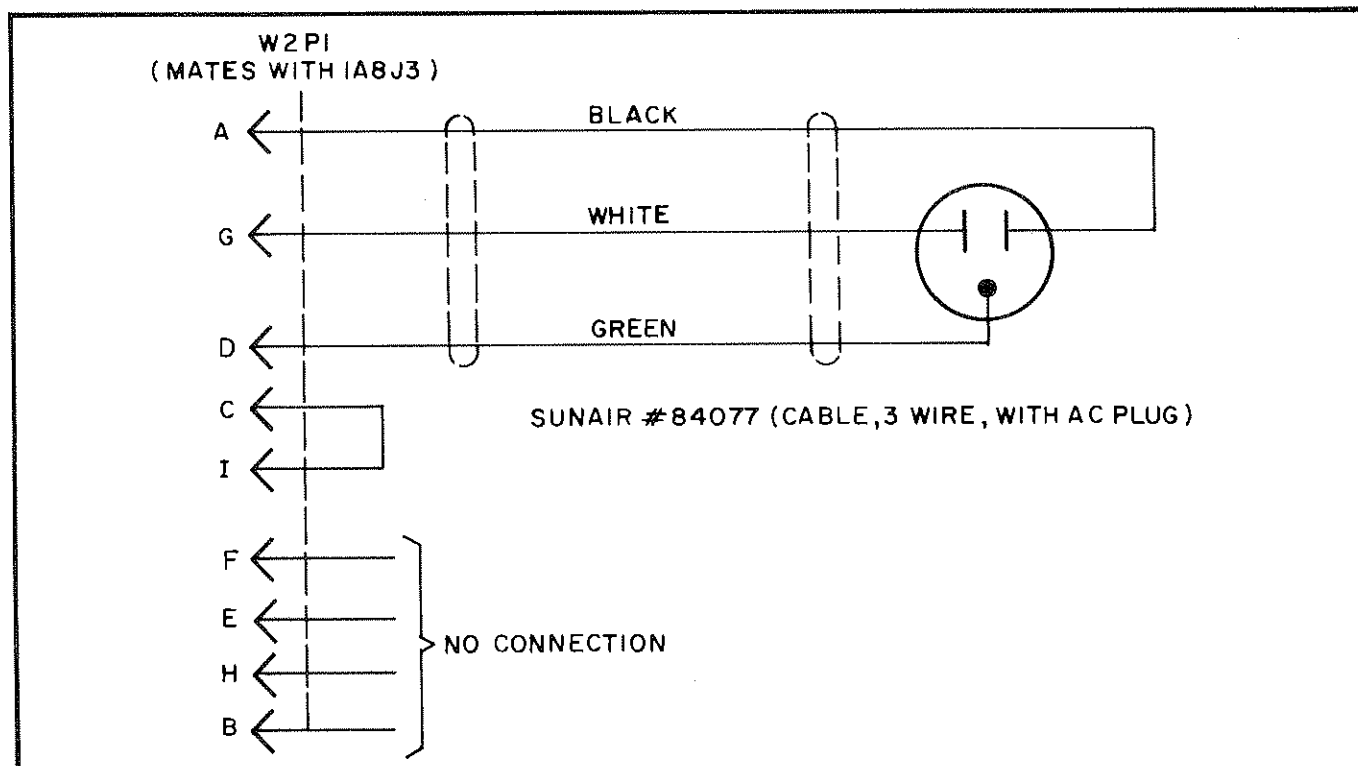 W2P1
(MATES WITH 1A8J3)
A
BLACK
G
WHITE
D
GREEN
C
SUNAIR #84077 (CABLE, 3 WIRE, WITH AC PLUG)
I
F
E
NO CONNECTION
H
B